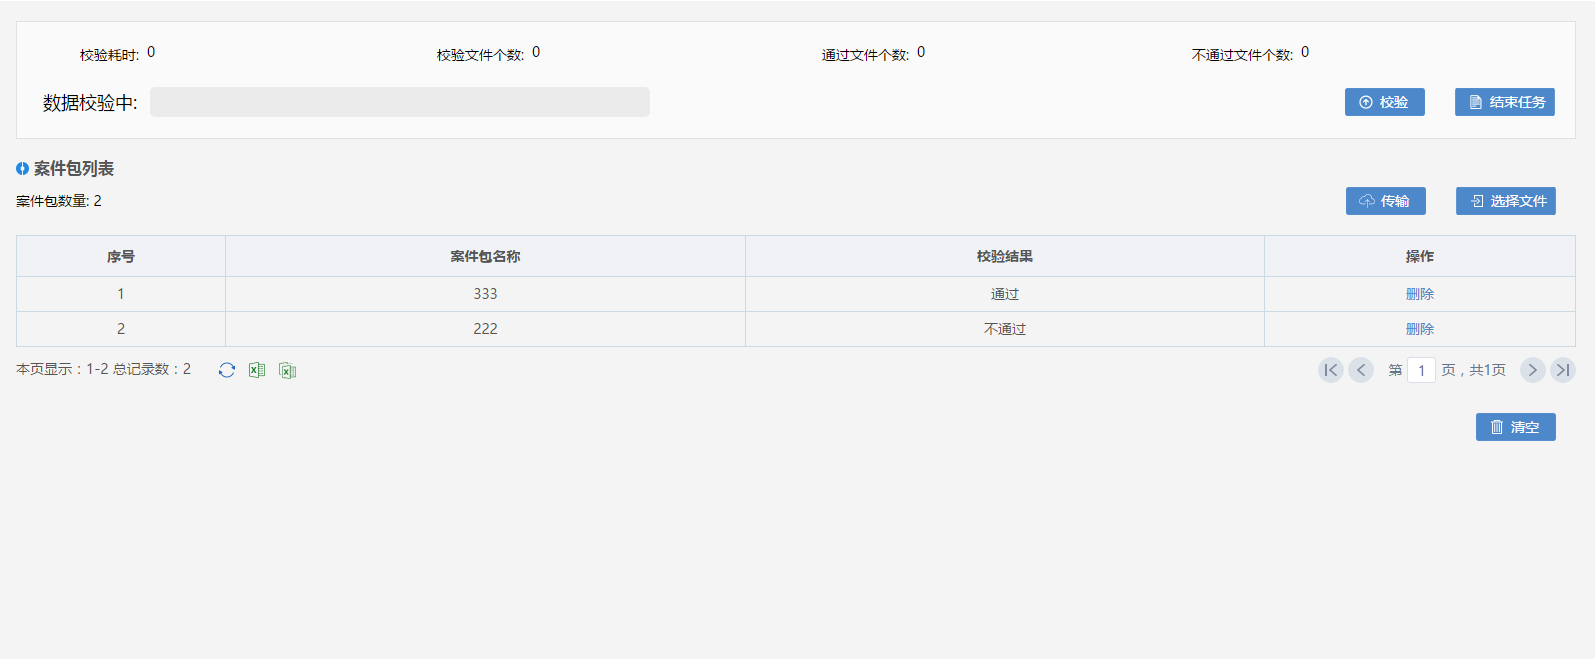 校验耗时: 0 校验文件个数: 0 通过文件个数: 0 不通过文件个数: 0
数据校验中: 校验 结束任务
案件包列表
案件包数量: 2 传输 选择文件
序号 案件包名称 校验结果 操作
1 333 通过 删除
2 222 不通过 删除
本页显示：1-2 总记录数：2 第 1 页，共1页
清空